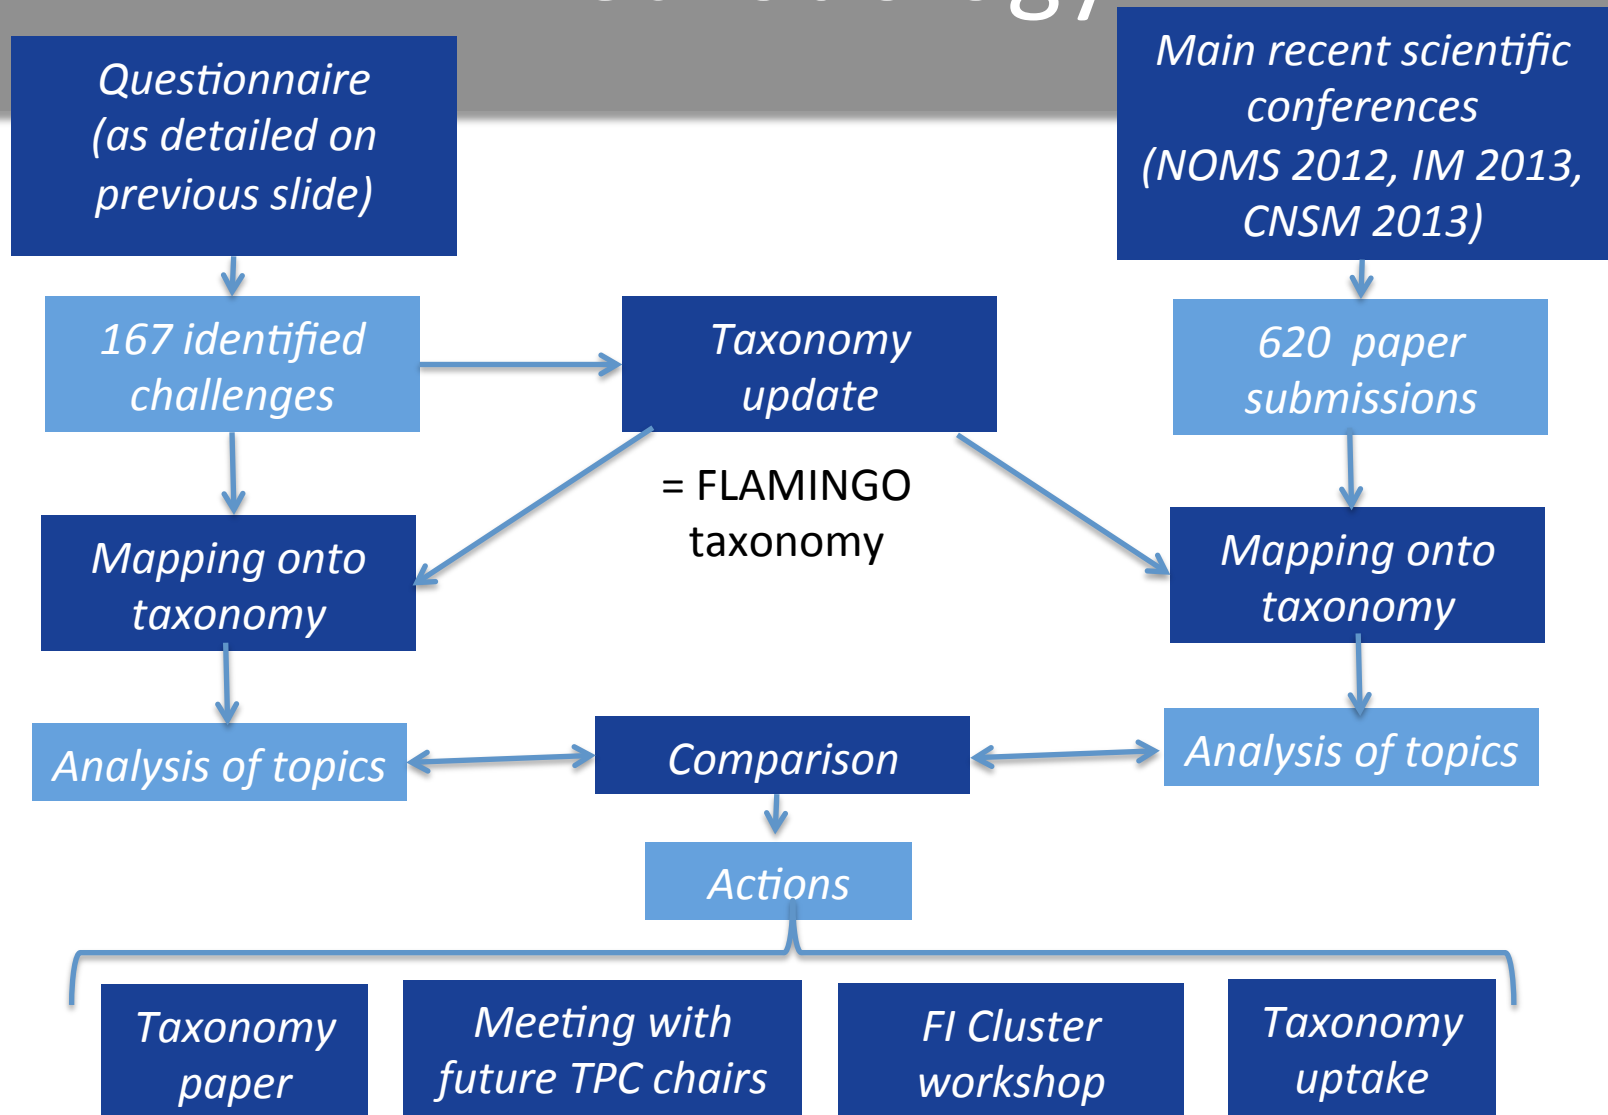 Questionnaire
(as detailed on
previous slide)
Main recent scientific
conferences
(NOMS 2012, IM 2013,
CNSM 2013)
167 identified
challenges
Taxonomy
update
620 paper
submissions
= FLAMINGO
taxonomy
Mapping onto
taxonomy
Mapping onto
taxonomy
Analysis of topics
Comparison
Analysis of topics
Actions
Taxonomy
paper
Meeting with
future TPC chairs
FI Cluster
workshop
Taxonomy
uptake